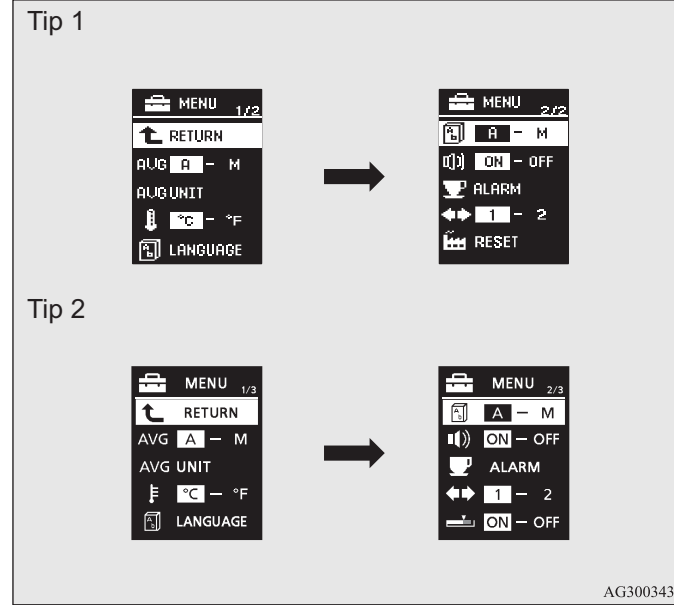 Tip 1
MENU 1/2
RETURN
AVG A - M
AVG UNIT
°C - °F
A b LANGUAGE
MENU 2/2
A b A - M
ON - OFF
ALARM
1 - 2
RESET
Tip 2
MENU 1/3
RETURN
AVG A - M
AVG UNIT
°C - °F
A b LANGUAGE
MENU 2/3
A b A - M
ON - OFF
ALARM
1 - 2
ON - OFF
AG300343